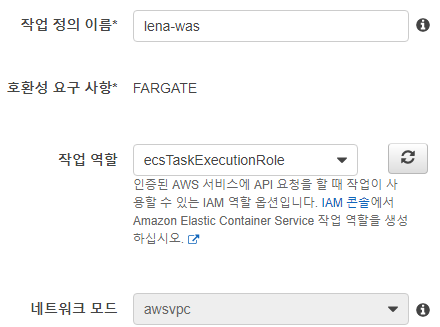 작업 정의 이름* lena-was
호환성 요구 사항* FARGATE
작업 역할 ecsTaskExecutionRole
인증된 AWS 서비스에 API 요청을 할 때 작업이 사
용할 수 있는 IAM 역할 옵션입니다. IAM 콘솔에서
Amazon Elastic Container Service 작업 역할을 생성
하십시오.
네트워크 모드 awsvpc